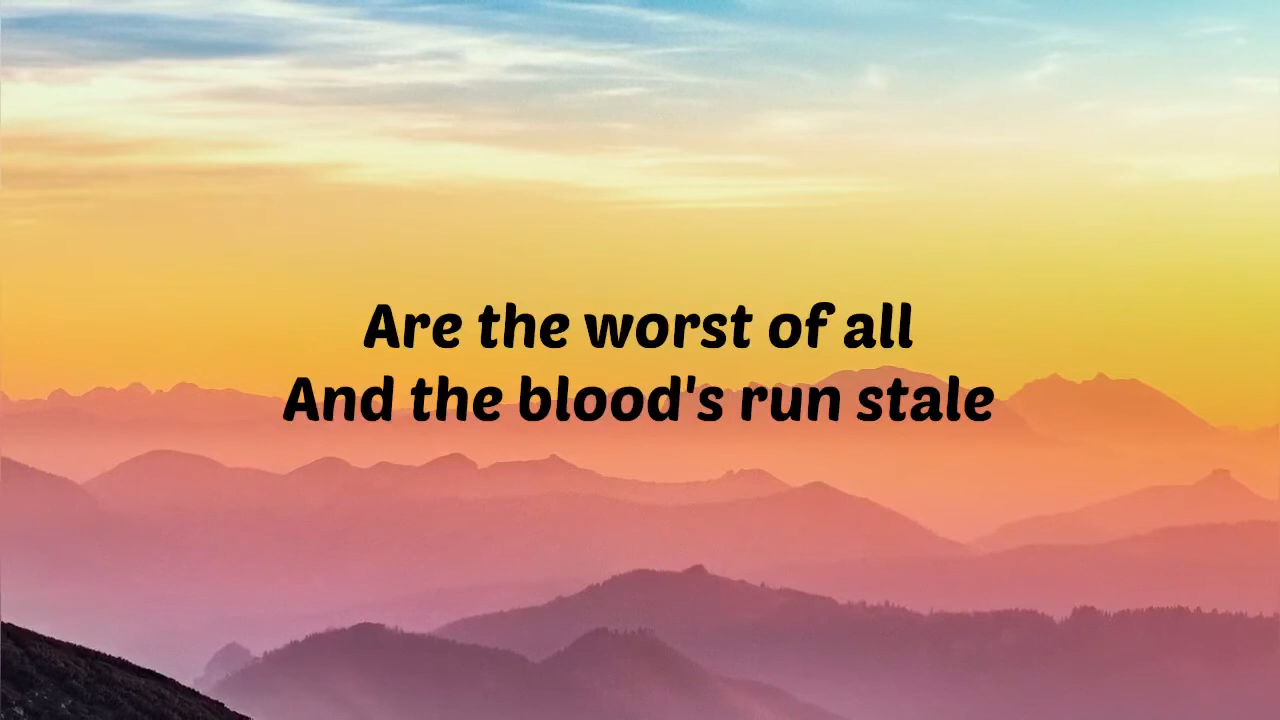 Are the worst of all
And the blood's run stale